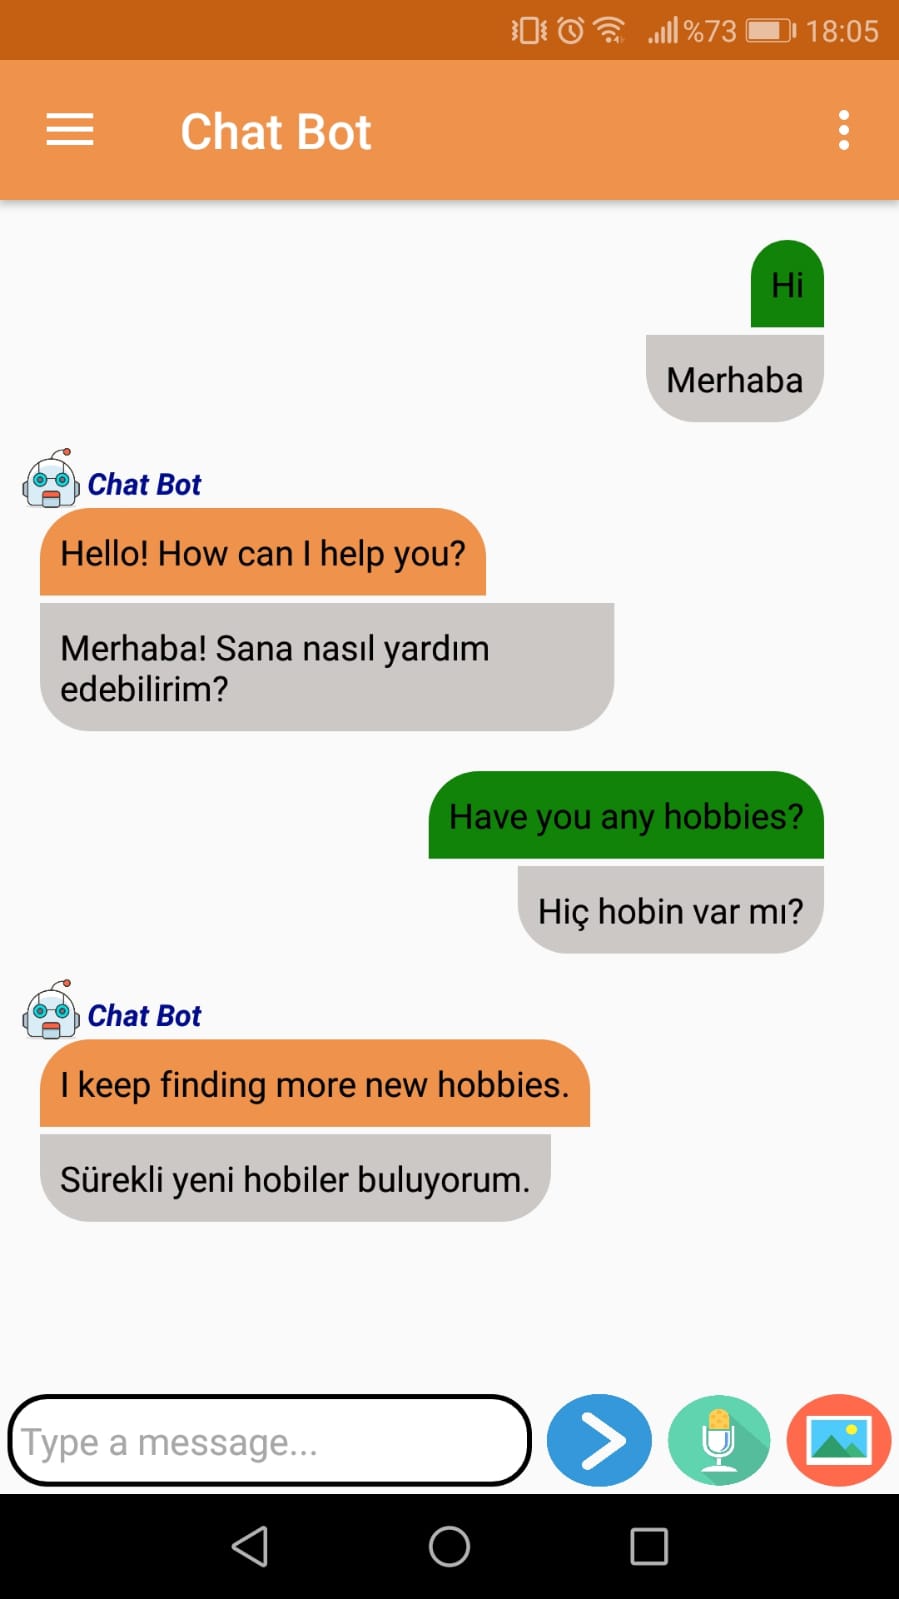 %73 18:05
Chat Bot
Hi
Merhaba
Chat Bot
Hello! How can I help you?
Merhaba! Sana nasıl yardım
edebilirim?
Have you any hobbies?
Hiç hobin var mı?
Chat Bot
I keep finding more new hobbies.
Sürekli yeni hobiler buluyorum.
Type a message...